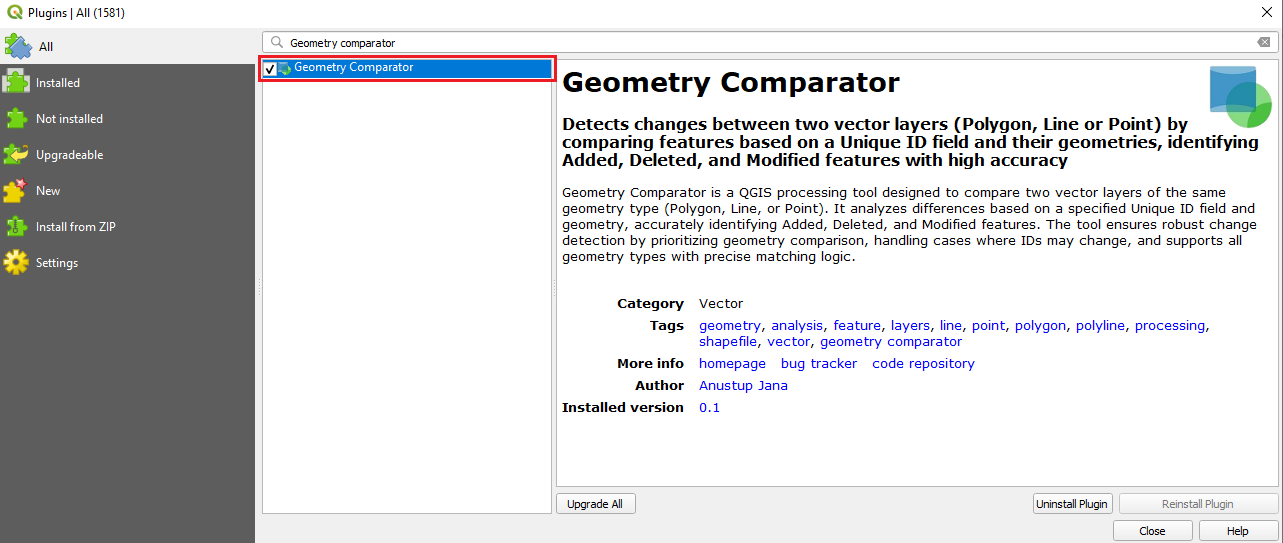 Plugins | All (1581)
All
Installed
Not installed
Upgradeable
New
Install from ZIP
Settings
Geometry comparator
Geometry Comparator
Geometry Comparator
Detects changes between two vector layers (Polygon, Line or Point) by
comparing features based on a Unique ID field and their geometries, identifying
Added, Deleted, and Modified features with high accuracy
Geometry Comparator is a QGIS processing tool designed to compare two vector layers of the same
geometry type (Polygon, Line, or Point). It analyzes differences based on a specified Unique ID field and
geometry, accurately identifying Added, Deleted, and Modified features. The tool ensures robust change
detection by prioritizing geometry comparison, handling cases where IDs may change, and supports all
geometry types with precise matching logic.
Category Vector
Tags geometry, analysis, feature, layers, line, point, polygon, polyline, processing,
shapefile, vector, geometry comparator
More info homepage bug tracker code repository
Author Anustup Jana
Installed version 0.1
Upgrade All Uninstall Plugin Reinstall Plugin
Close Help